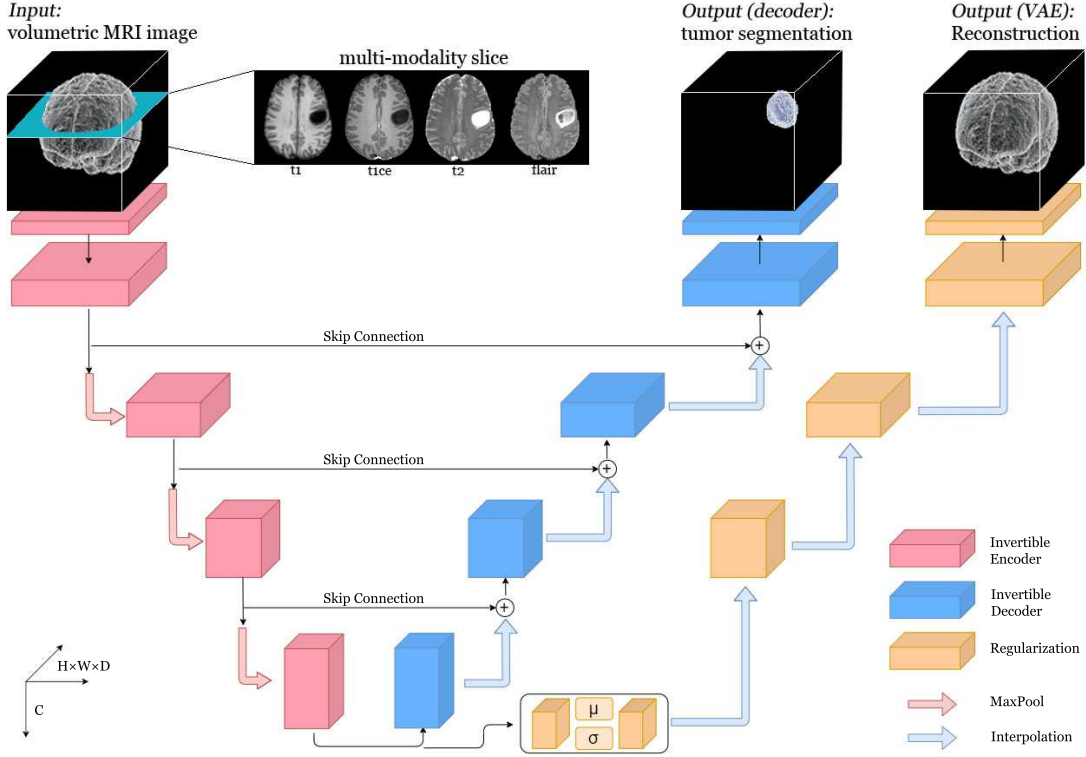 Input:
volumetric MRI image
multi-modality slice
t1
t1ce
t2
flair
Output (decoder):
tumor segmentation
Output (VAE):
Reconstruction
Skip Connection
+
Skip Connection
+
Skip Connection
+
H×W×D
C
μ
σ
Invertible
Encoder
Invertible
Decoder
Regularization
MaxPool
Interpolation